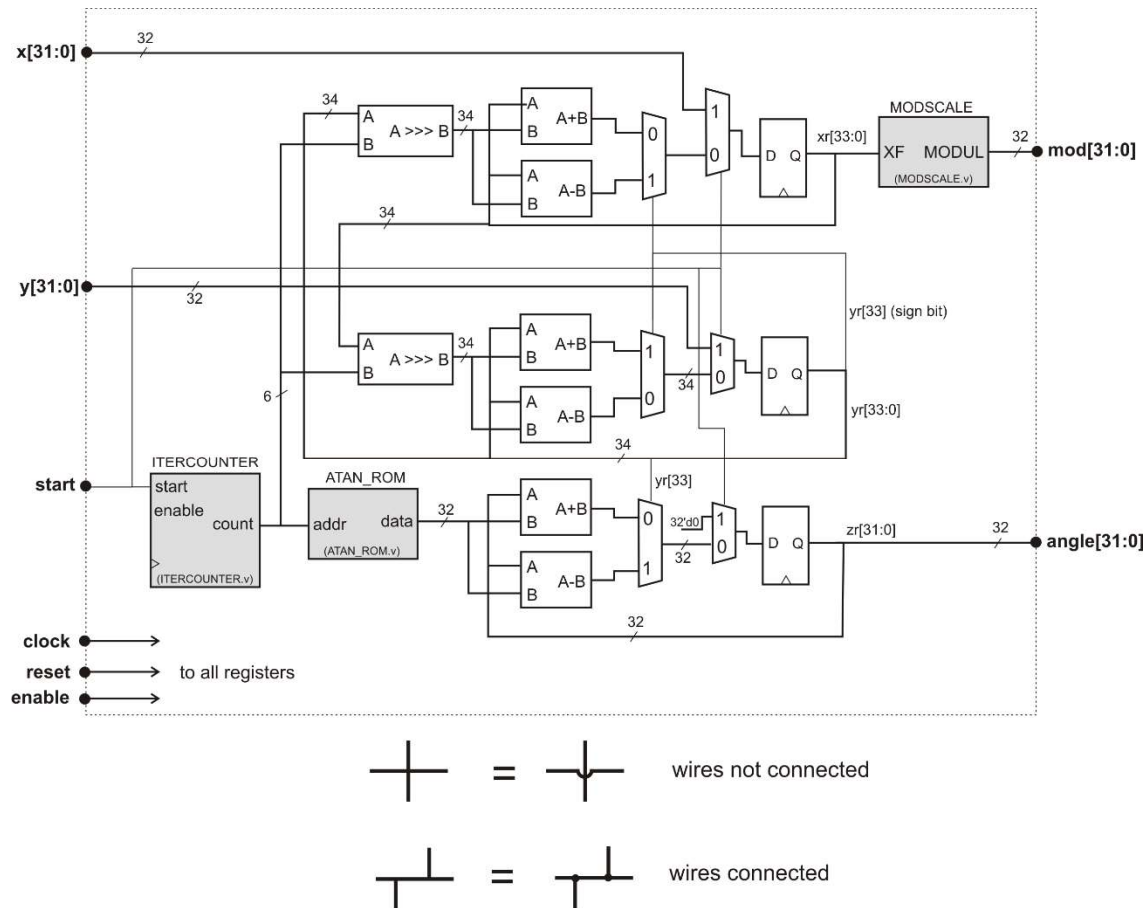 x[31:0]
32
34
A
B
A >>> B
34
A
B
A+B
A
B
A-B
0
1
1
0
D Q
xr[33:0]
MODSCALE
XF MODUL
(MODSCALE.v)
32
mod[31:0]
34
y[31:0]
32
yr[33] (sign bit)
A
B
A >>> B
34
A
B
A+B
A
B
A-B
1
0
34
1
0
D Q
yr[33:0]
6
34
start
ITERCOUNTER
start
enable
count
(ITERCOUNTER.v)
ATAN_ROM
addr data
(ATAN_ROM.v)
32
A
B
A+B
A
B
A-B
yr[33]
0
1
32'd0
32
1
0
D Q
zr[31:0]
32
angle[31:0]
32
clock
reset
to all registers
enable
= wires not connected
= wires connected